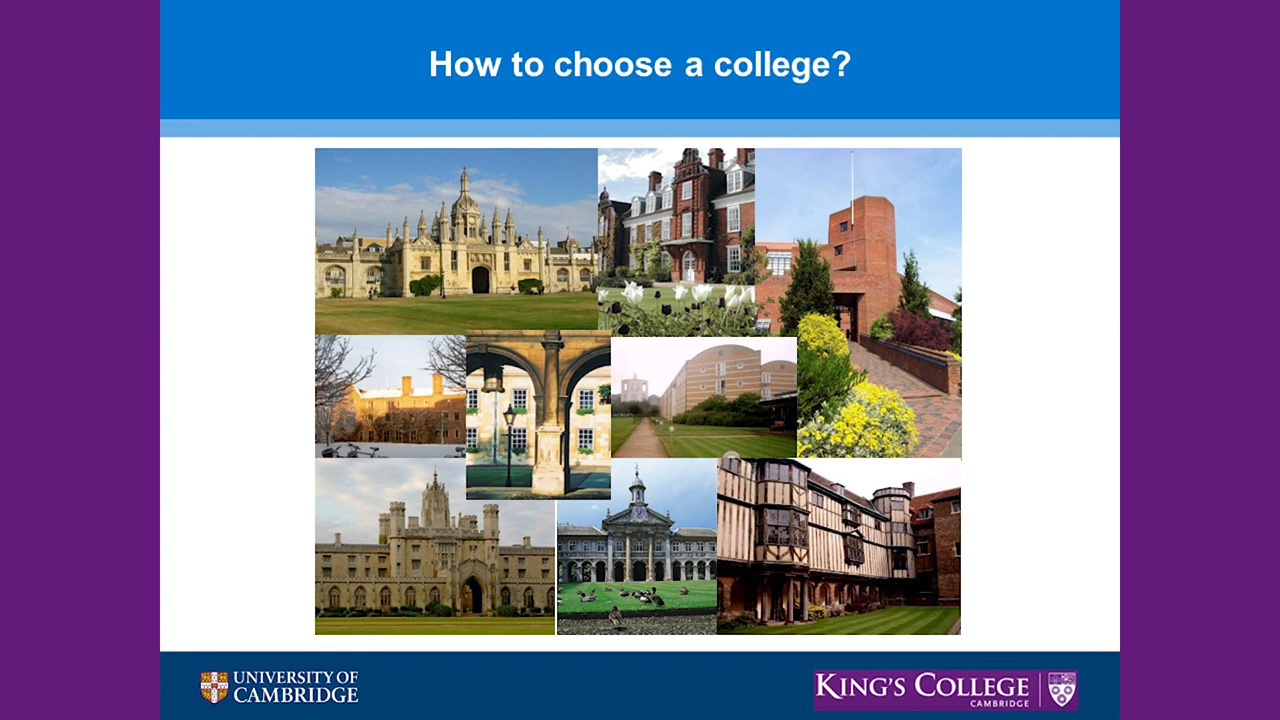 How to choose a college?
UNIVERSITY OF
CAMBRIDGE
KING'S COLLEGE
CAMBRIDGE